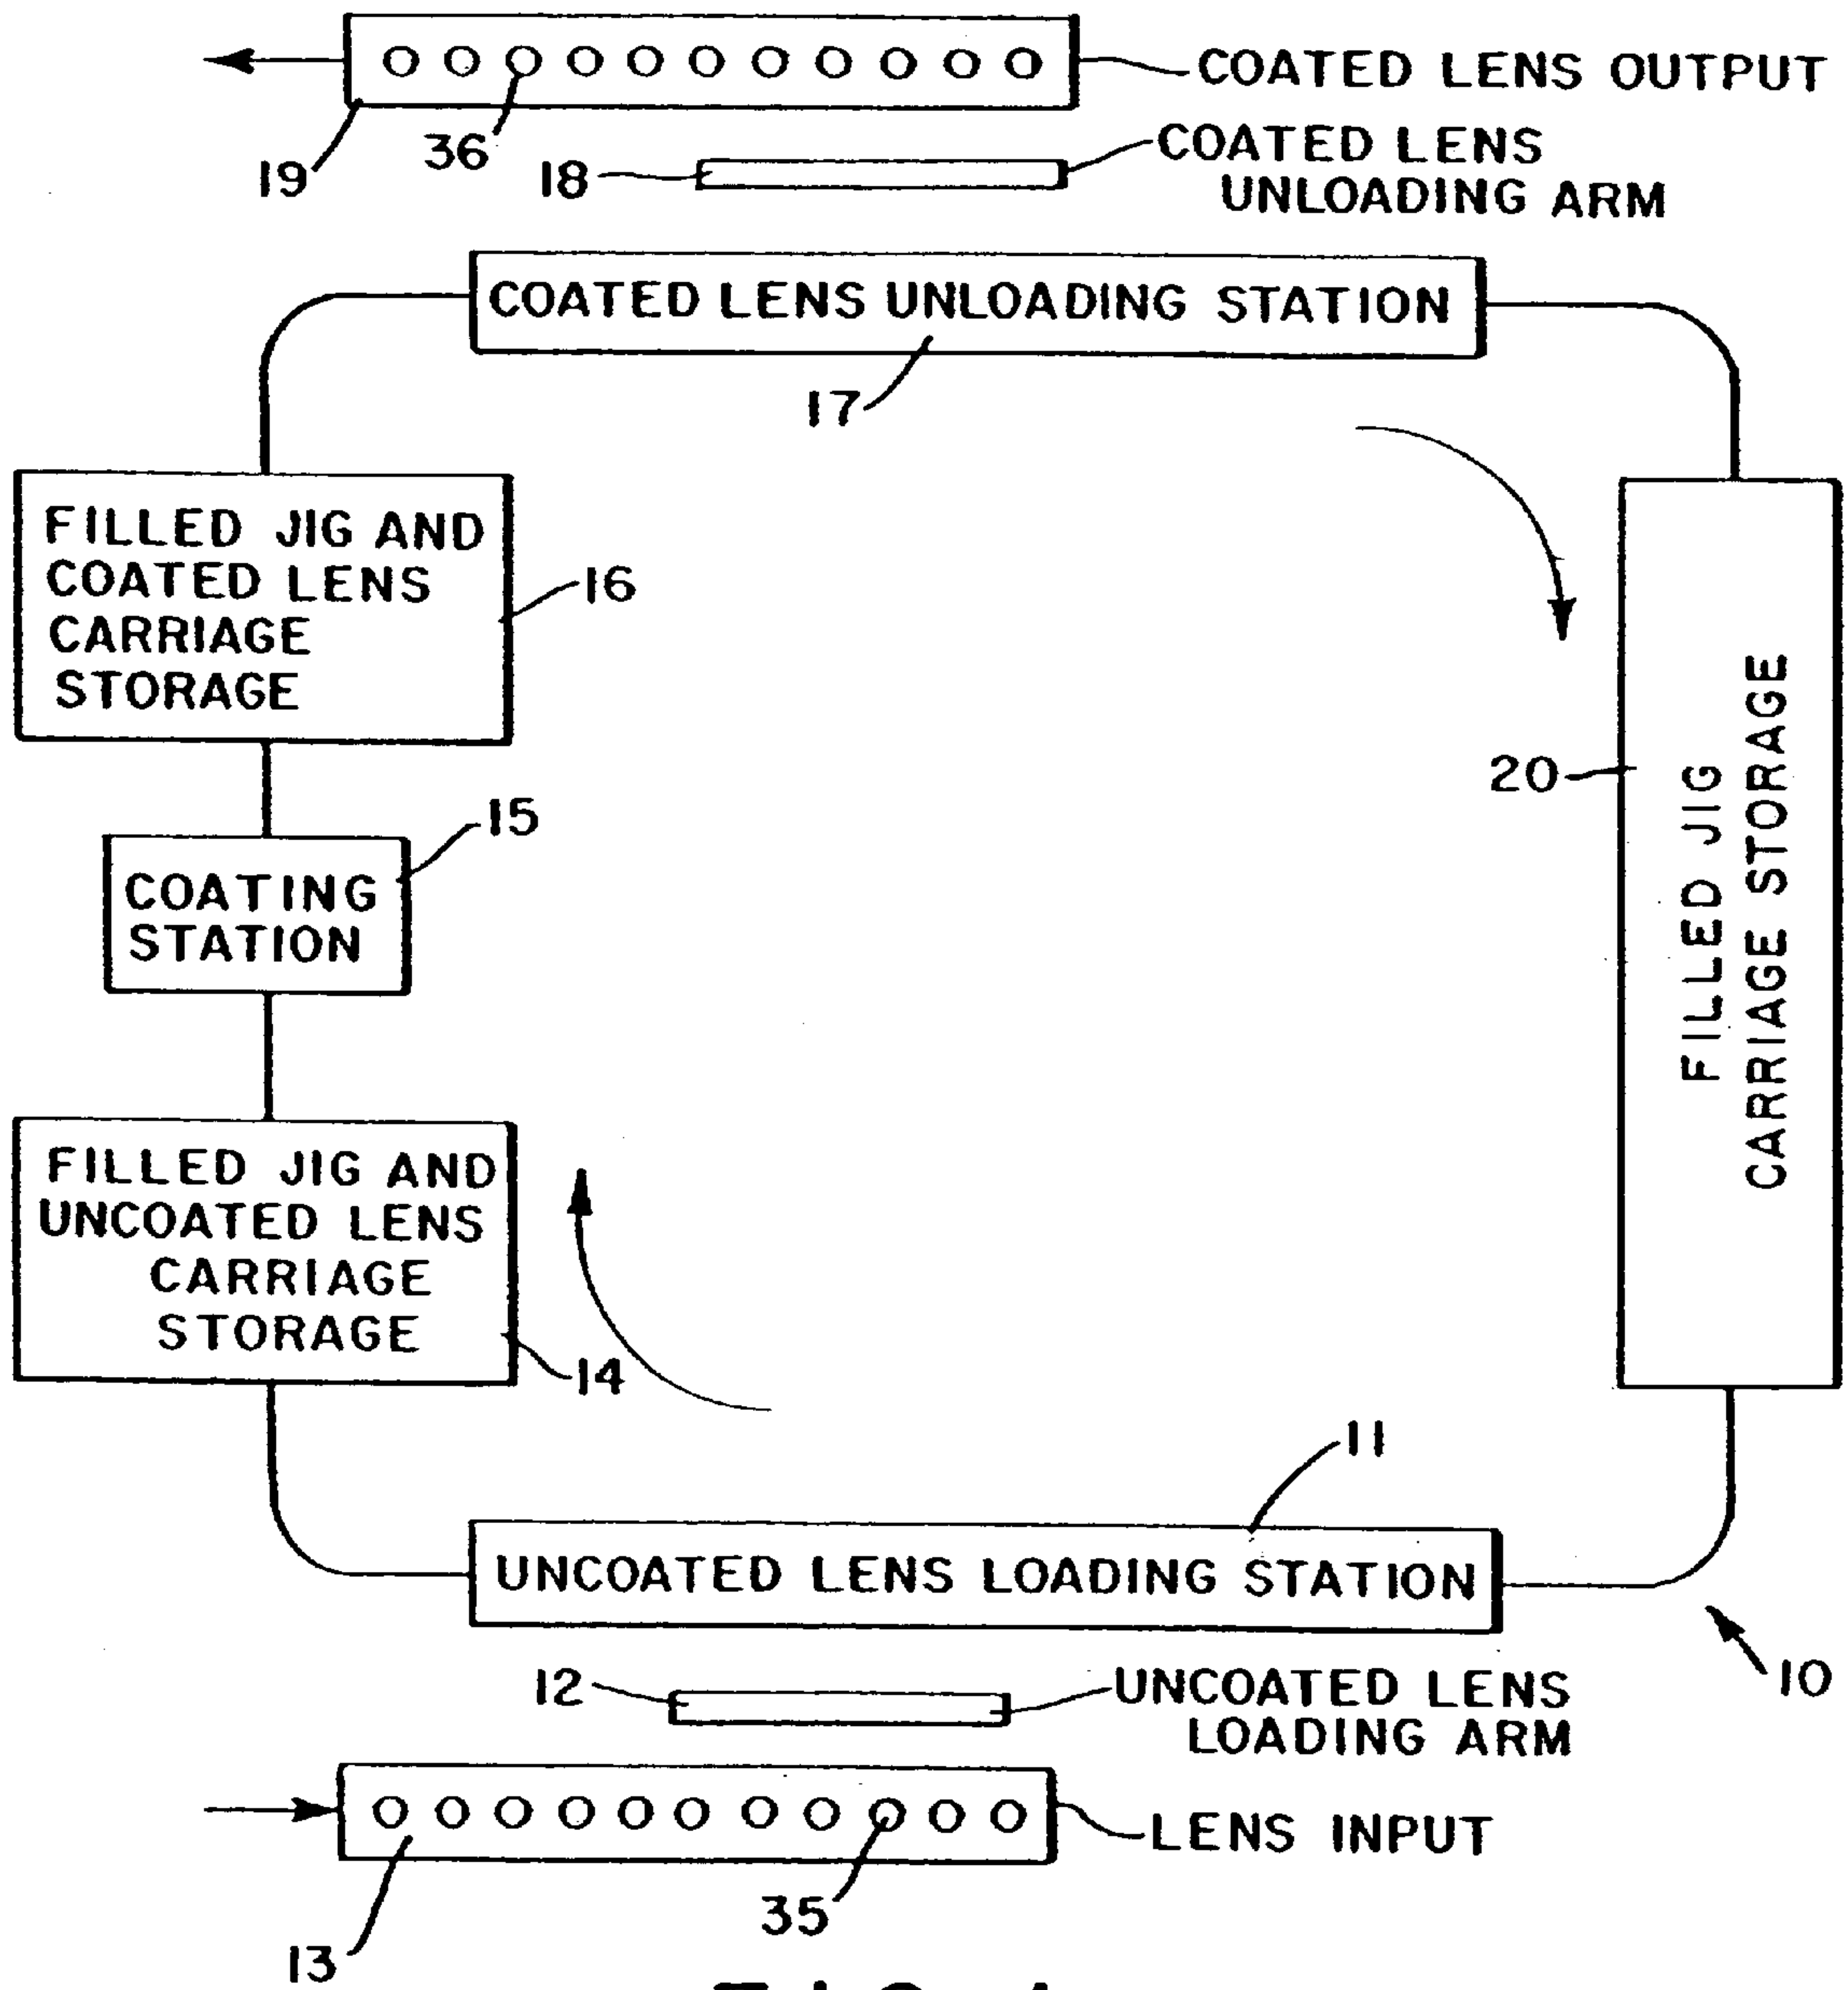 COATED LENS OUTPUT
36
19
18
COATED LENS
UNLOADING ARM
COATED LENS UNLOADING STATION
17
FILLED JIG AND
COATED LENS
CARRIAGE
STORAGE
16
20
FILLED JIG
CARRIAGE STORAGE
15
COATING
STATION
FILLED JIG AND
UNCOATED LENS
CARRIAGE
STORAGE
14
11
UNCOATED LENS LOADING STATION
10
12
UNCOATED LENS
LOADING ARM
LENS INPUT
35
13